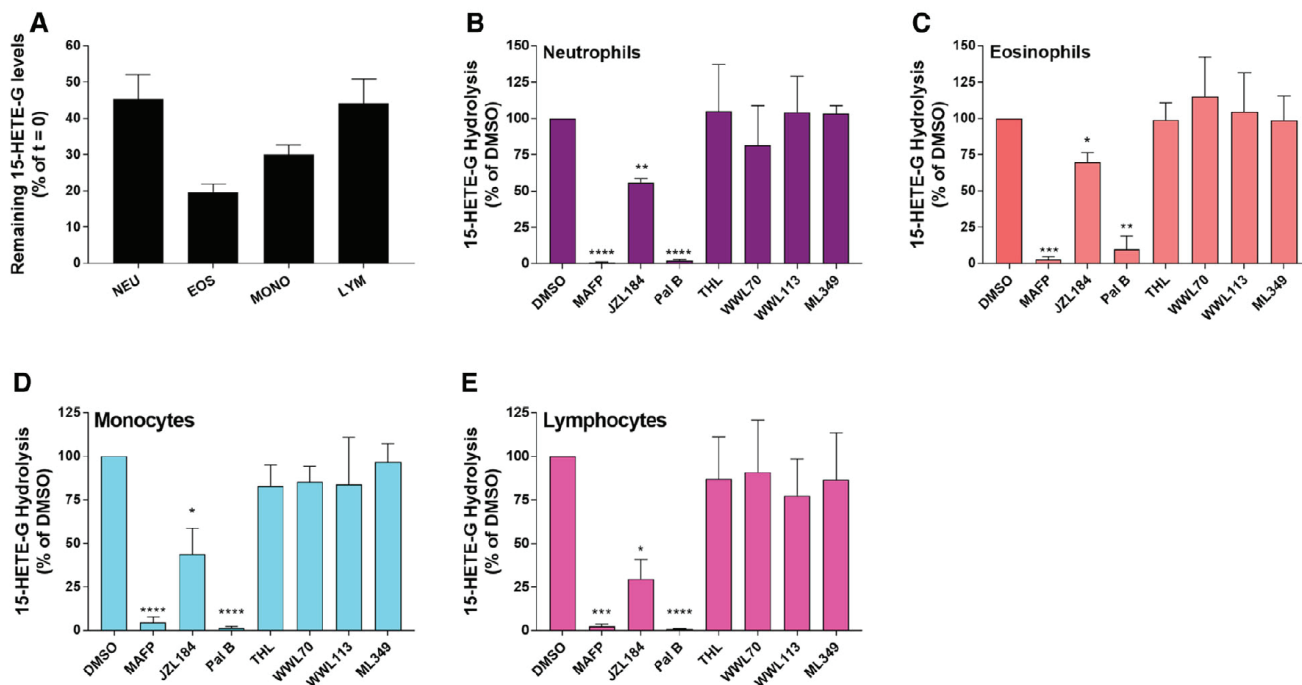 A
Remaining 15-HETE-G levels
(% of t = 0)
60
50
40
30
20
10
0
NEU
EOS
MONO
LYM
B
Neutrophils
15-HETE-G Hydrolysis
(% of DMSO)
150
125
100
75
50
25
0
****
**
****
DMSO
MAFP
JZL184
Pal B
THL
WWL70
WWL113
ML349
C
Eosinophils
15-HETE-G Hydrolysis
(% of DMSO)
150
125
100
75
50
25
0
***
*
**
DMSO
MAFP
JZL184
Pal B
THL
WWL70
WWL113
ML349
D
Monocytes
15-HETE-G Hydrolysis
(% of DMSO)
125
100
75
50
25
0
****
*
****
DMSO
MAFP
JZL184
Pal B
THL
WWL70
WWL113
ML349
E
Lymphocytes
15-HETE-G Hydrolysis
(% of DMSO)
125
100
75
50
25
0
***
*
****
DMSO
MAFP
JZL184
Pal B
THL
WWL70
WWL113
ML349